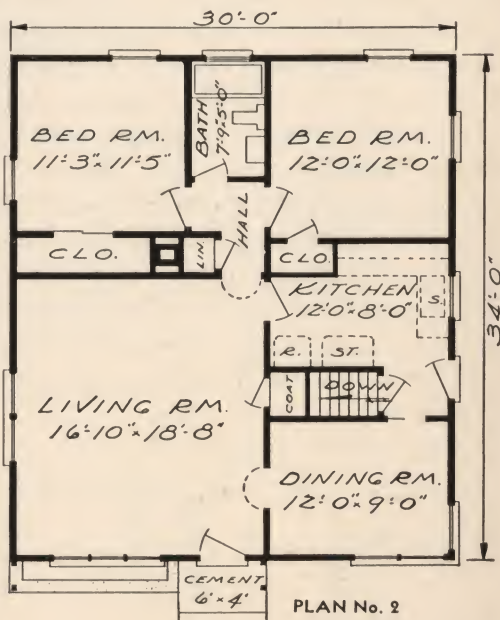 30'-0"
BED RM.
11'-3" x 11'-5"
BATH
7'-9-5'-0"
BED RM.
12'-0" x 12'-0"
HALL
CLO.
LIN.
CLO.
KITCHEN
12'-0" x 8'-0"
S.
34'-0"
R.
ST.
COAT
DOWN
LIVING RM.
16'-10" x 18'-8"
DINING RM.
12'-0" x 9'-0"
CEMENT
6' x 4'
PLAN No. 2